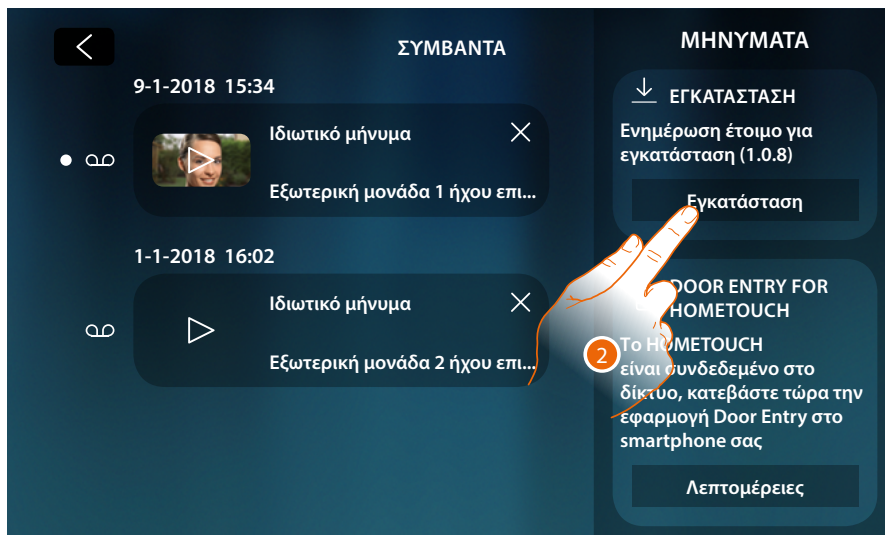 ΣΥΜΒΑΝΤΑ
9-1-2018 15:34
Ιδιωτικό μήνυμα
Εξωτερική μονάδα 1 ήχου επι...
1-1-2018 16:02
Ιδιωτικό μήνυμα
Εξωτερική μονάδα 2 ήχου επι...
ΜΗΝΥΜΑΤΑ
ΕΓΚΑΤΑΣΤΑΣΗ
Ενημέρωση έτοιμο για
εγκατάσταση (1.0.8)
Εγκατάσταση
DOOR ENTRY FOR
HOMETOUCH
2
Το HOMETOUCH
είναι συνδεδεμένο στο
δίκτυο, κατεβάστε τώρα την
εφαρμογή Door Entry στο
smartphone σας
Λεπτομέρειες